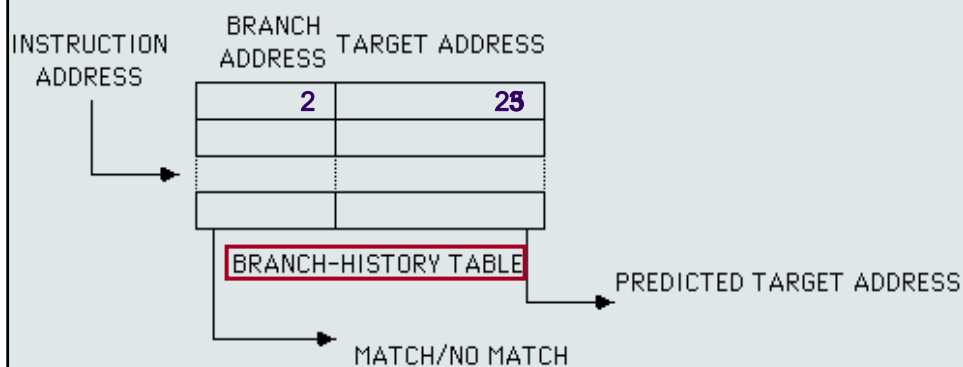 INSTRUCTION ADDRESS
BRANCH ADDRESS
TARGET ADDRESS
2
BRANCH-HISTORY TABLE
PREDICTED TARGET ADDRESS
MATCH/NO MATCH